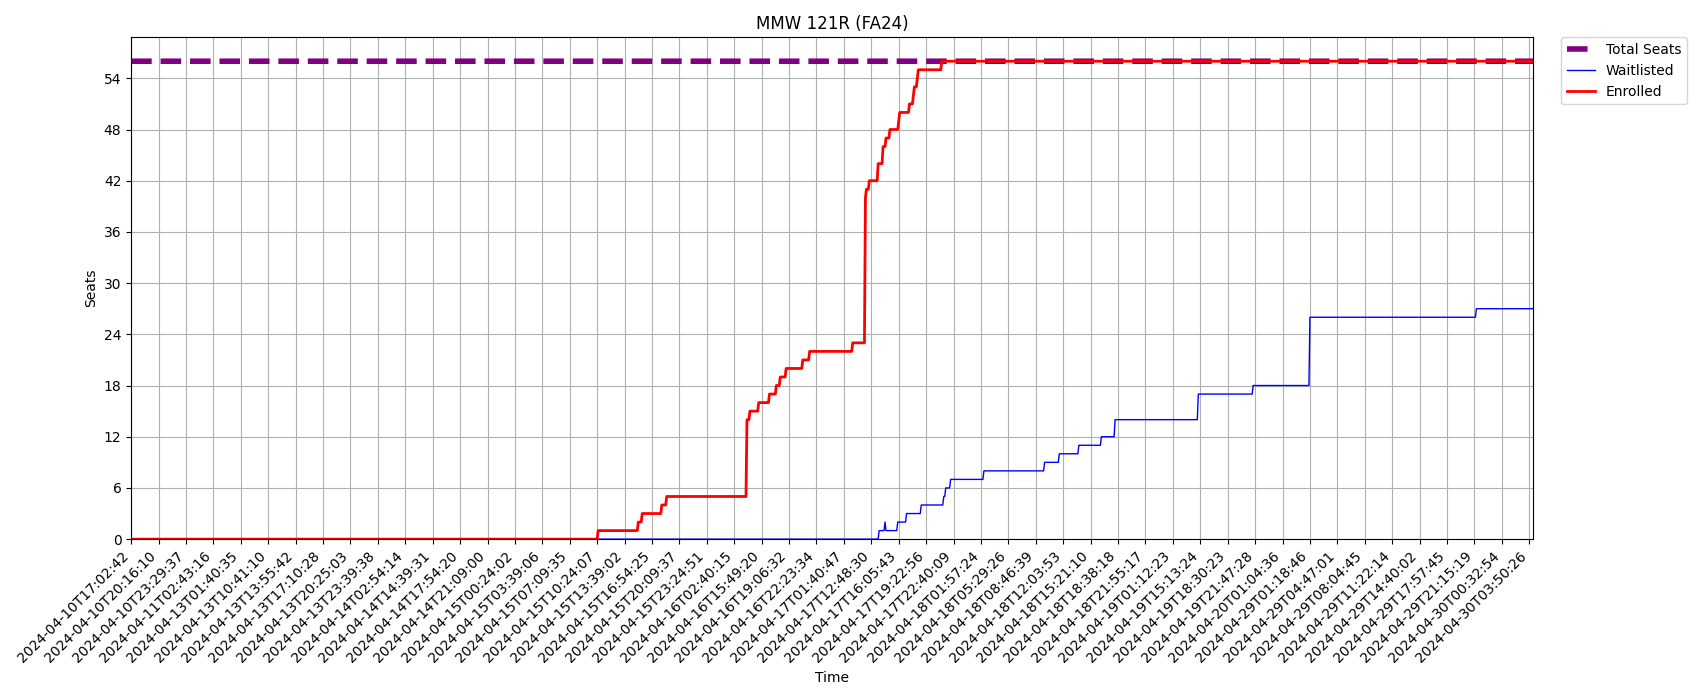 MMW 121R (FA24)
Total Seats
Waitlisted
Enrolled
54
48
42
36
30
24
18
12
6
0
Seats
2024-04-10T17:02:42
2024-04-10T20:16:10
2024-04-10T23:29:37
2024-04-11T02:43:16
2024-04-13T01:40:35
2024-04-13T10:41:10
2024-04-13T13:55:42
2024-04-13T17:10:28
2024-04-13T20:25:03
2024-04-13T23:39:38
2024-04-14T02:54:14
2024-04-14T14:39:31
2024-04-14T17:54:20
2024-04-14T21:09:00
2024-04-15T00:24:02
2024-04-15T03:39:06
2024-04-15T07:09:35
2024-04-15T10:24:07
2024-04-15T13:39:02
2024-04-15T16:54:25
2024-04-15T20:09:37
2024-04-15T23:24:51
2024-04-16T02:40:15
2024-04-16T15:49:20
2024-04-16T19:06:32
2024-04-16T22:23:34
2024-04-17T01:40:47
2024-04-17T12:48:30
2024-04-17T16:05:43
2024-04-17T19:22:56
2024-04-17T22:40:09
2024-04-18T01:57:24
2024-04-18T05:29:26
2024-04-18T08:46:39
2024-04-18T12:03:53
2024-04-18T15:21:10
2024-04-18T18:38:18
2024-04-18T21:55:17
2024-04-19T01:12:23
2024-04-19T15:13:24
2024-04-19T18:30:23
2024-04-19T21:47:28
2024-04-20T01:04:36
2024-04-29T01:18:46
2024-04-29T04:47:01
2024-04-29T08:04:45
2024-04-29T11:22:14
2024-04-29T14:40:02
2024-04-29T17:57:45
2024-04-29T21:15:19
2024-04-30T00:32:54
2024-04-30T03:50:26
Time